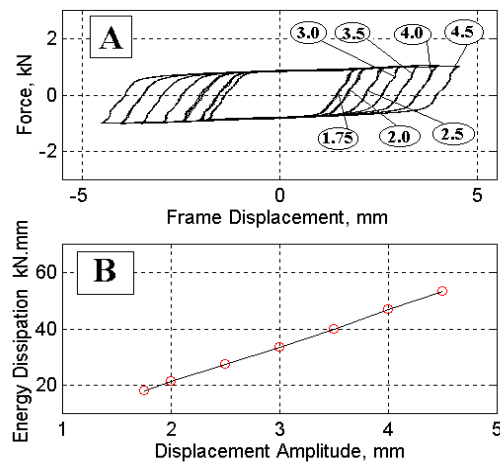 A
3.0 3.5 4.0 4.5
2
0
-2
Force, kN
1.75 2.0 2.5
-5 0 5
Frame Displacement, mm
B
60
40
20
Energy Dissipation kN.mm
1 2 3 4 5
Displacement Amplitude, mm